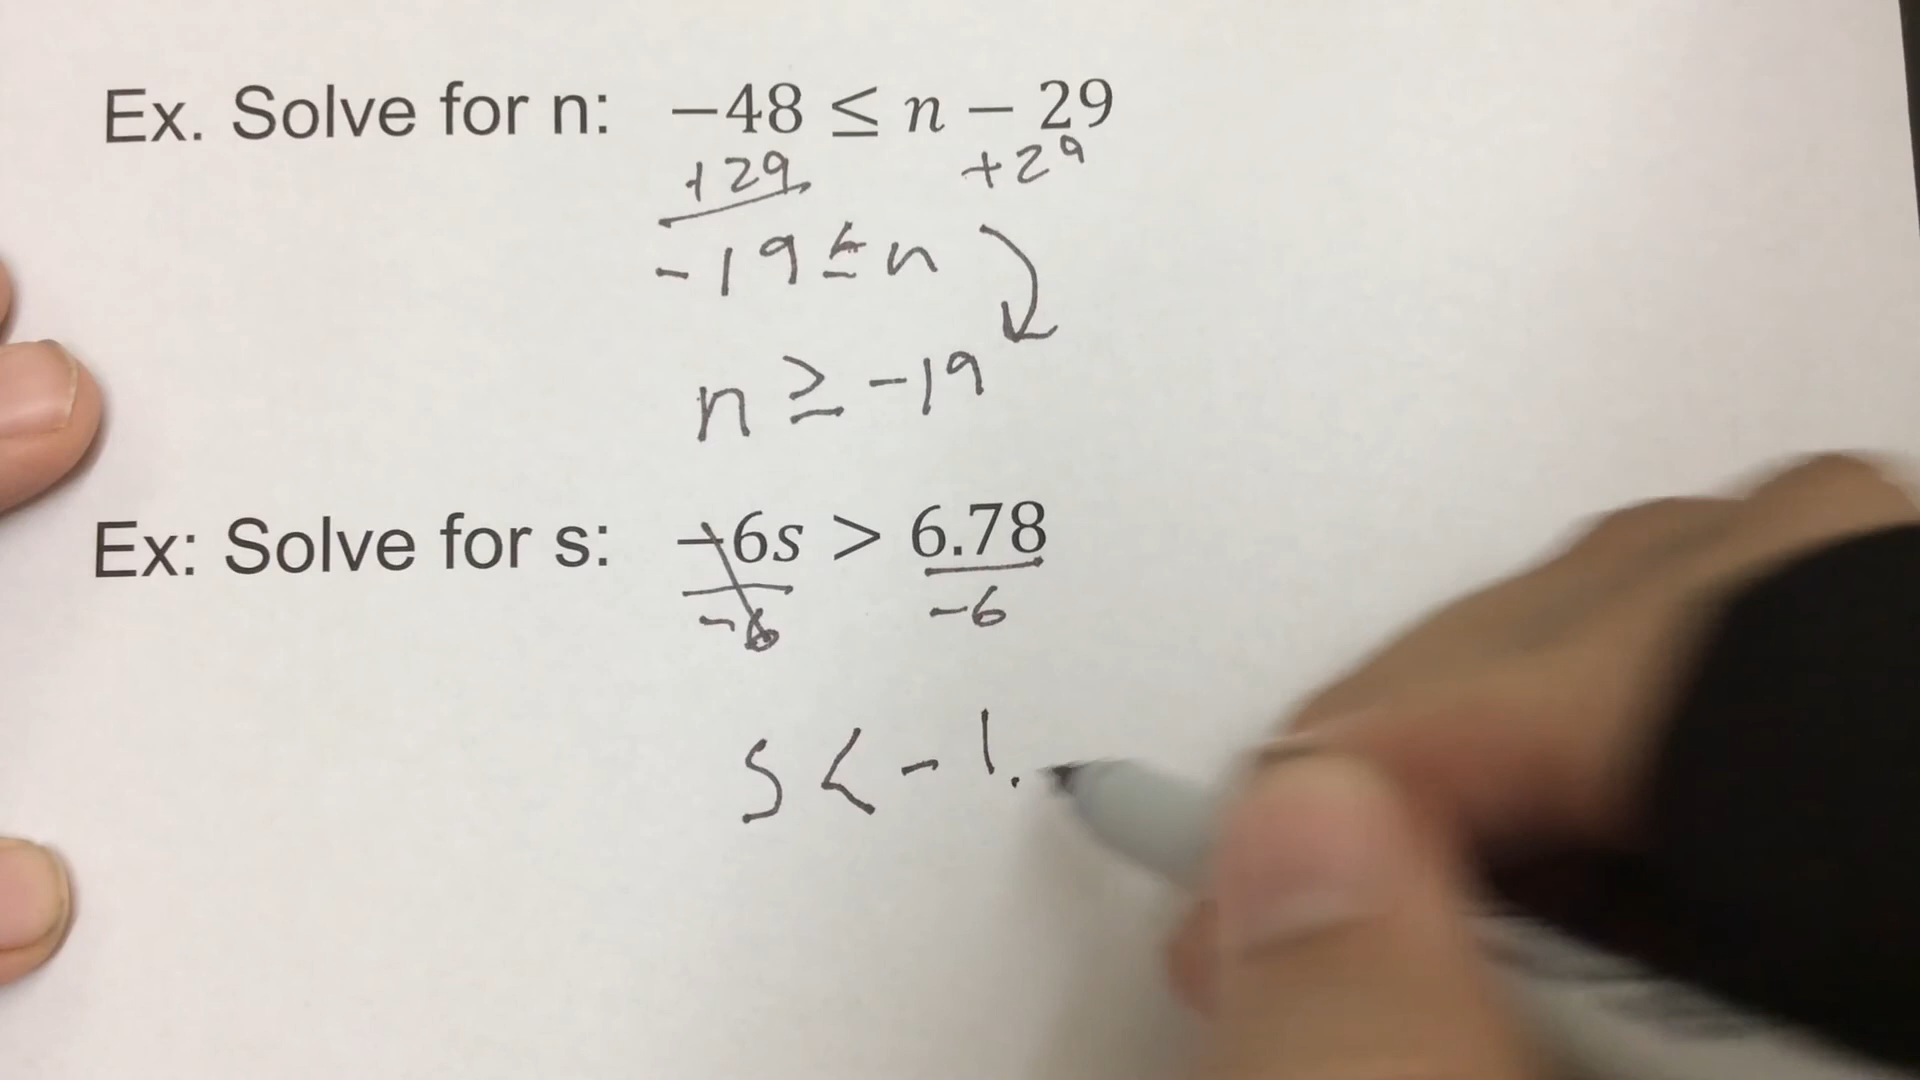 Ex. Solve for n: −48 ≤ n − 29
+29 +29
-19 ≤ n
n ≥ -19
Ex: Solve for s: −6s > 6.78
-6 -6
s < -1.